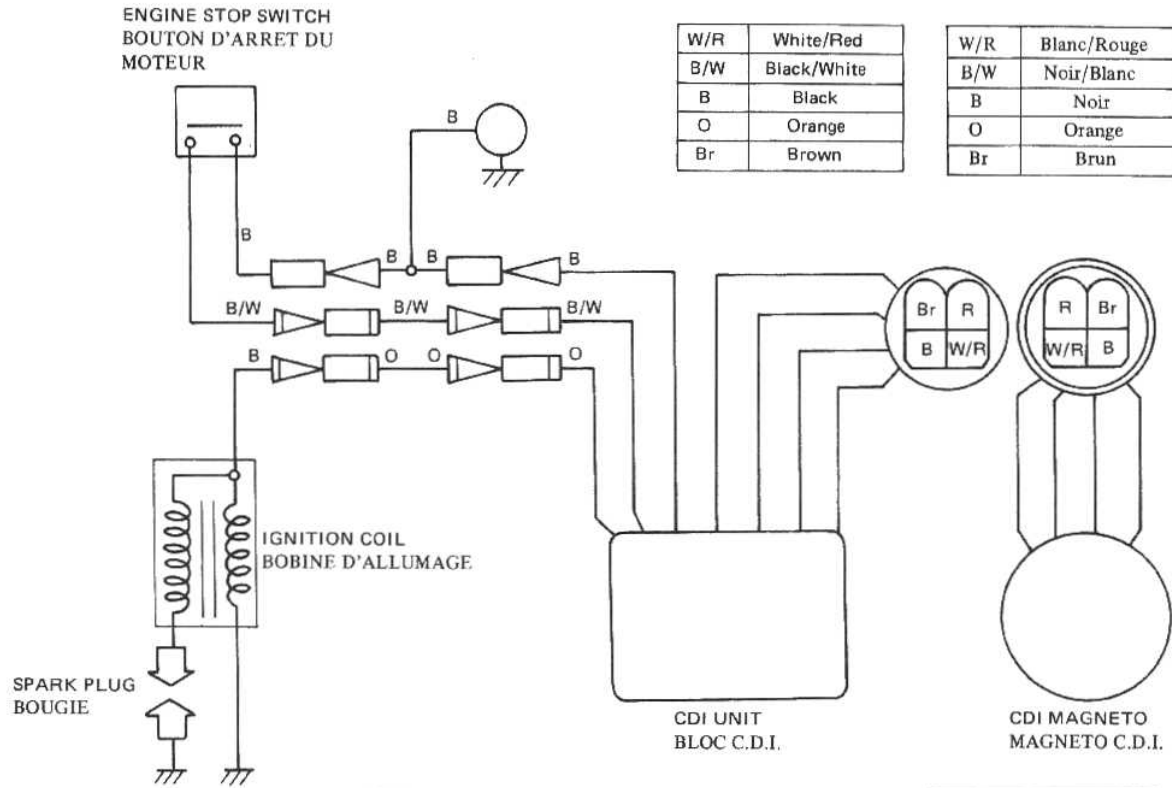 ENGINE STOP SWITCH
BOUTON D'ARRET DU
MOTEUR
W/R White/Red
B/W Black/White
B Black
O Orange
Br Brown
W/R Blanc/Rouge
B/W Noir/Blanc
B Noir
O Orange
Br Brun
B
B
B B B
B/W B/W B/W
B O O O
Br R
B W/R
R Br
W/R B
IGNITION COIL
BOBINE D'ALLUMAGE
SPARK PLUG
BOUGIE
CDI UNIT
BLOC C.D.I.
CDI MAGNETO
MAGNETO C.D.I.